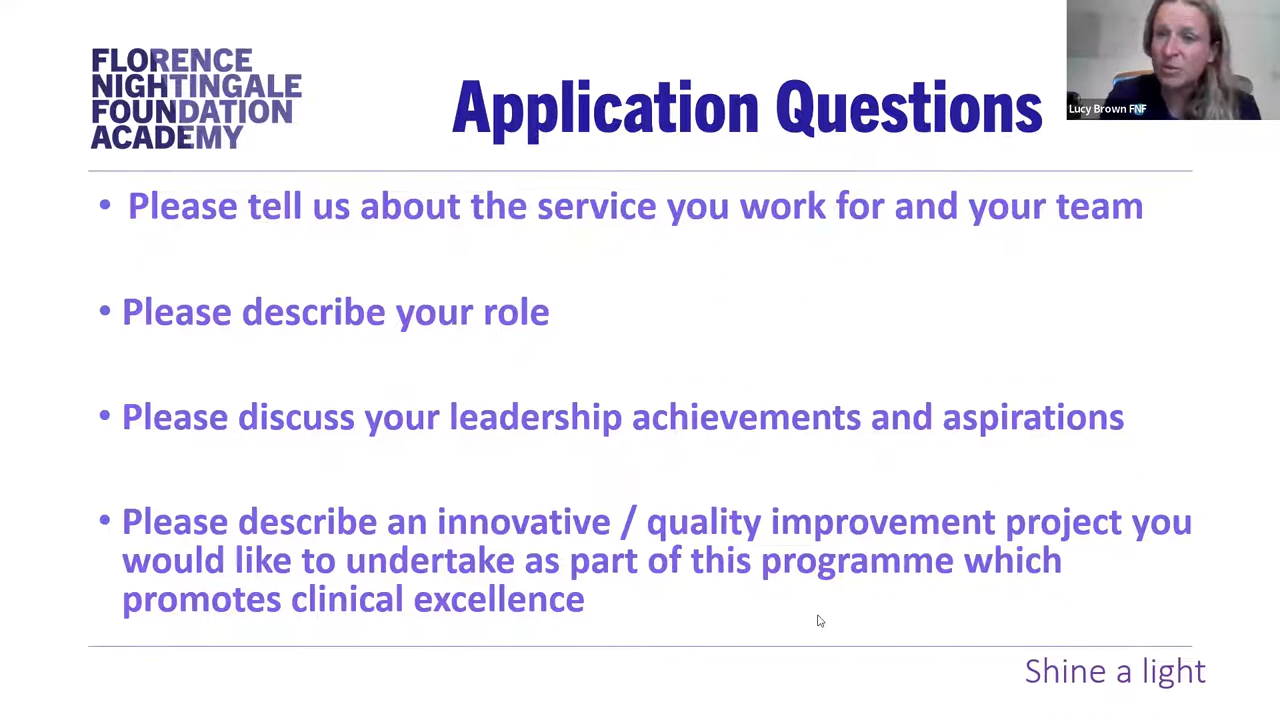 FLORENCE
NIGHTINGALE
FOUNDATION
ACADEMY
Application Questions
Lucy Brown FNF
• Please tell us about the service you work for and your team
• Please describe your role
• Please discuss your leadership achievements and aspirations
• Please describe an innovative / quality improvement project you
would like to undertake as part of this programme which
promotes clinical excellence
Shine a light